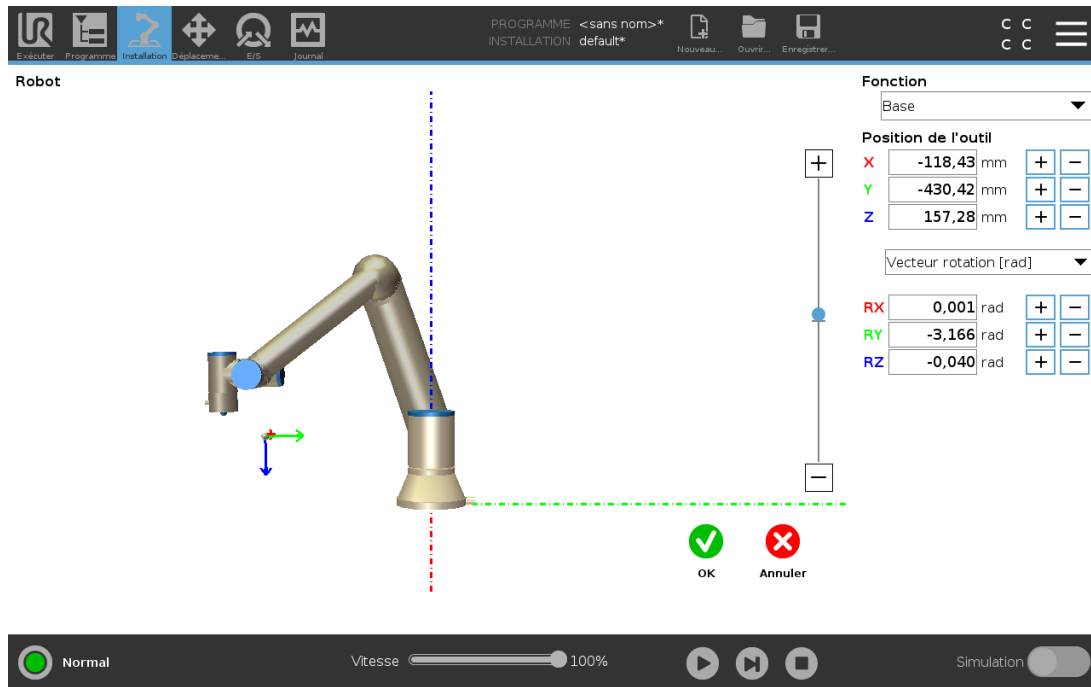 PROGRAMME <sans nom>*
INSTALLATION default*
UR
Exécuter Programme Installation Déplaceme... E/S Journal
Nouveau... Ouvrir... Enregistrer...
C C
C C
Robot
Fonction
Base
Position de l'outil
X -118,43 mm + −
Y -430,42 mm + −
Z 157,28 mm + −
Vecteur rotation [rad]
RX 0,001 rad + −
RY -3,166 rad + −
RZ -0,040 rad + −
+
−
OK Annuler
Normal Vitesse 100% Simulation